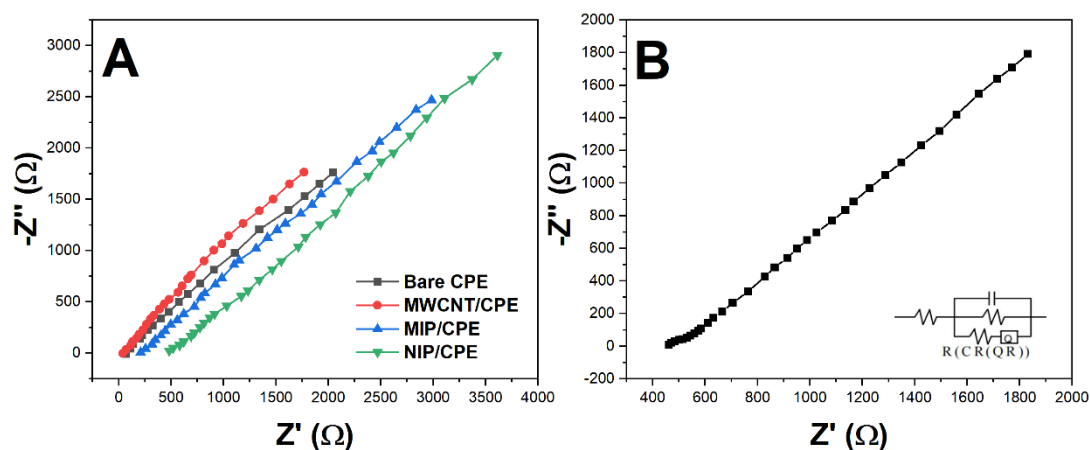 A
3000
2500
2000
1500
1000
500
0
-Z'' (Ω)
0 500 1000 1500 2000 2500 3000 3500 4000
Z' (Ω)
Bare CPE
MWCNT/CPE
MIP/CPE
NIP/CPE
B
2000
1800
1600
1400
1200
1000
800
600
400
200
0
-200
-Z'' (Ω)
400 600 800 1000 1200 1400 1600 1800 2000
Z' (Ω)
Q
R(CR(QR))